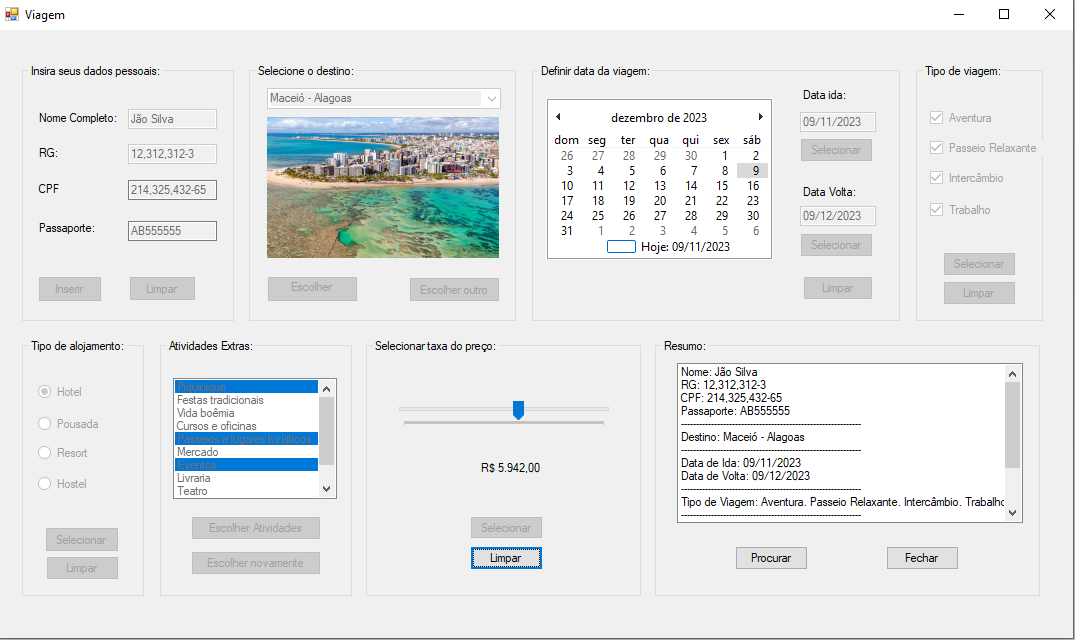 Viagem
Insira seus dados pessoais:
Nome Completo: Jão Silva
RG: 12,312,312-3
CPF 214,325,432-65
Passaporte: AB555555
Inserir Limpar
Selecione o destino:
Maceió - Alagoas
Escolher Escolher outro
Definir data da viagem:
dezembro de 2023
dom seg ter qua qui sex sáb
26 27 28 29 30 1 2
3 4 5 6 7 8 9
10 11 12 13 14 15 16
17 18 19 20 21 22 23
24 25 26 27 28 29 30
31 1 2 3 4 5 6
Hoje: 09/11/2023
Data ida:
09/11/2023
Selecionar
Data Volta:
09/12/2023
Selecionar
Limpar
Tipo de viagem:
Aventura
Passeio Relaxante
Intercâmbio
Trabalho
Selecionar
Limpar
Tipo de alojamento:
Hotel
Pousada
Resort
Hostel
Selecionar
Limpar
Atividades Extras:
Piquinique
Festas tradicionais
Vida boêmia
Cursos e oficinas
Passeios e lugares turísticos
Mercado
Eventos
Livraria
Teatro
Escolher Atividades
Escolher novamente
Selecionar taxa do preço:
R$ 5.942,00
Selecionar
Limpar
Resumo:
Nome: Jão Silva
RG: 12,312,312-3
CPF: 214,325,432-65
Passaporte: AB555555
------------------------------------------------------------
Destino: Maceió - Alagoas
------------------------------------------------------------
Data de Ida: 09/11/2023
Data de Volta: 09/12/2023
------------------------------------------------------------
Tipo de Viagem: Aventura. Passeio Relaxante. Intercâmbio. Trabalho
------------------------------------------------------------
Procurar Fechar